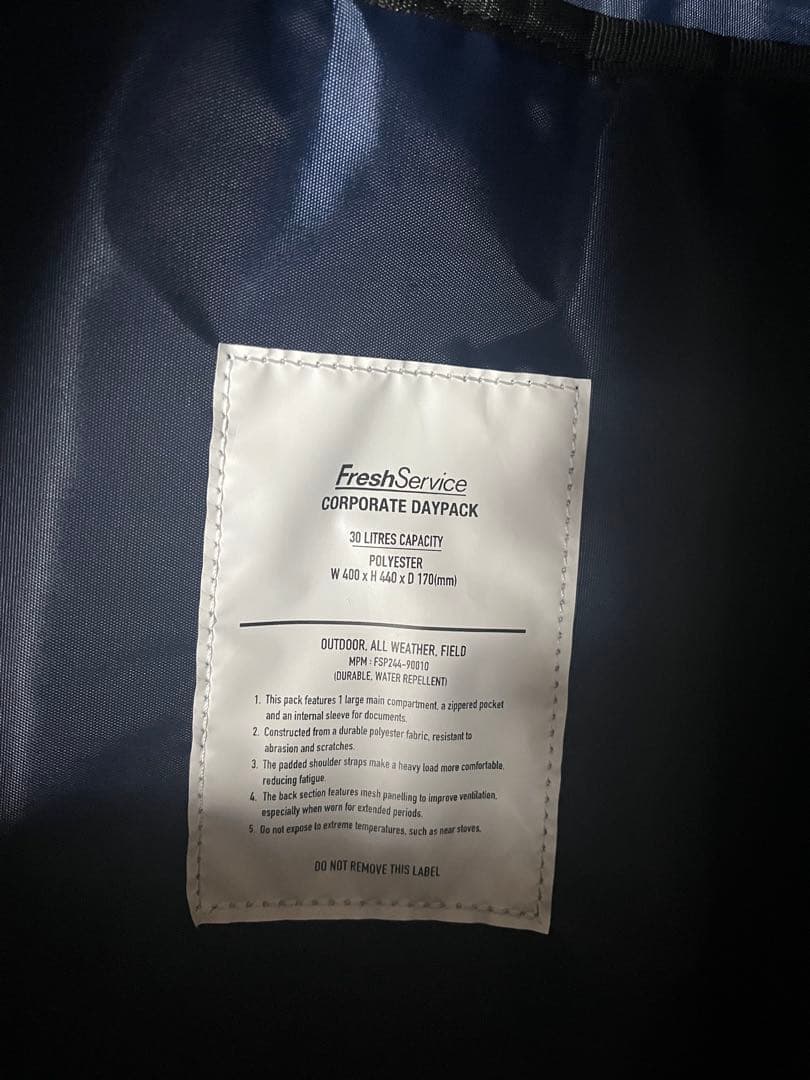 FreshService
CORPORATE DAYPACK
30 LITRES CAPACITY
POLYESTER
W 400 x H 440 x D 170(mm)
OUTDOOR, ALL WEATHER, FIELD
MPM : FSP244-90010
(DURABLE, WATER REPELLENT)
1. This pack features 1 large main compartment, a zippered pocket
and an internal sleeve for documents.
2. Constructed from a durable polyester fabric, resistant to
abrasion and scratches.
3. The padded shoulder straps make a heavy load more comfortable,
reducing fatigue.
4. The back section features mesh panelling to improve ventilation,
especially when worn for extended periods.
5. Do not expose to extreme temperatures, such as near stoves.
DO NOT REMOVE THIS LABEL